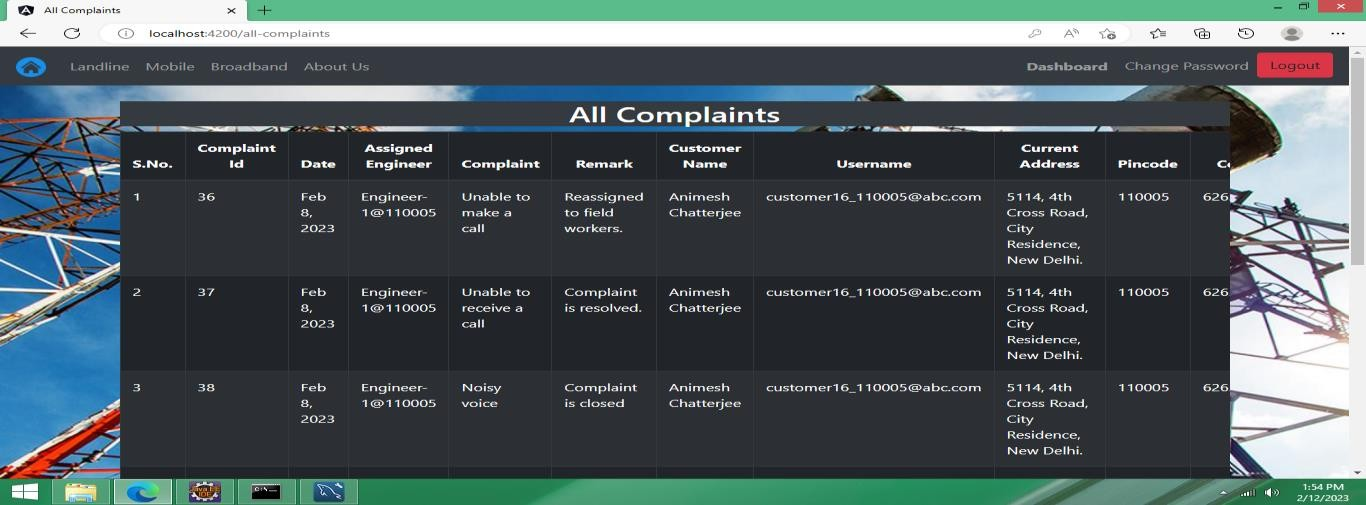 All Complaints
localhost:4200/all-complaints
Landline Mobile Broadband About Us Dashboard Change Password Logout
All Complaints
S.No. Complaint Id Date Assigned Engineer Complaint Remark Customer Name Username Current Address Pincode
1 36 Feb 8, 2023 Engineer-1@110005 Unable to make a call Reassigned to field workers. Animesh Chatterjee customer16_110005@abc.com 5114, 4th Cross Road, City Residence, New Delhi. 110005 626
2 37 Feb 8, 2023 Engineer-1@110005 Unable to receive a call Complaint is resolved. Animesh Chatterjee customer16_110005@abc.com 5114, 4th Cross Road, City Residence, New Delhi. 110005 626
3 38 Feb 8, 2023 Engineer-1@110005 Noisy voice Complaint is closed Animesh Chatterjee customer16_110005@abc.com 5114, 4th Cross Road, City Residence, New Delhi. 110005 626
Java EE IDE
1:54 PM
2/12/2023